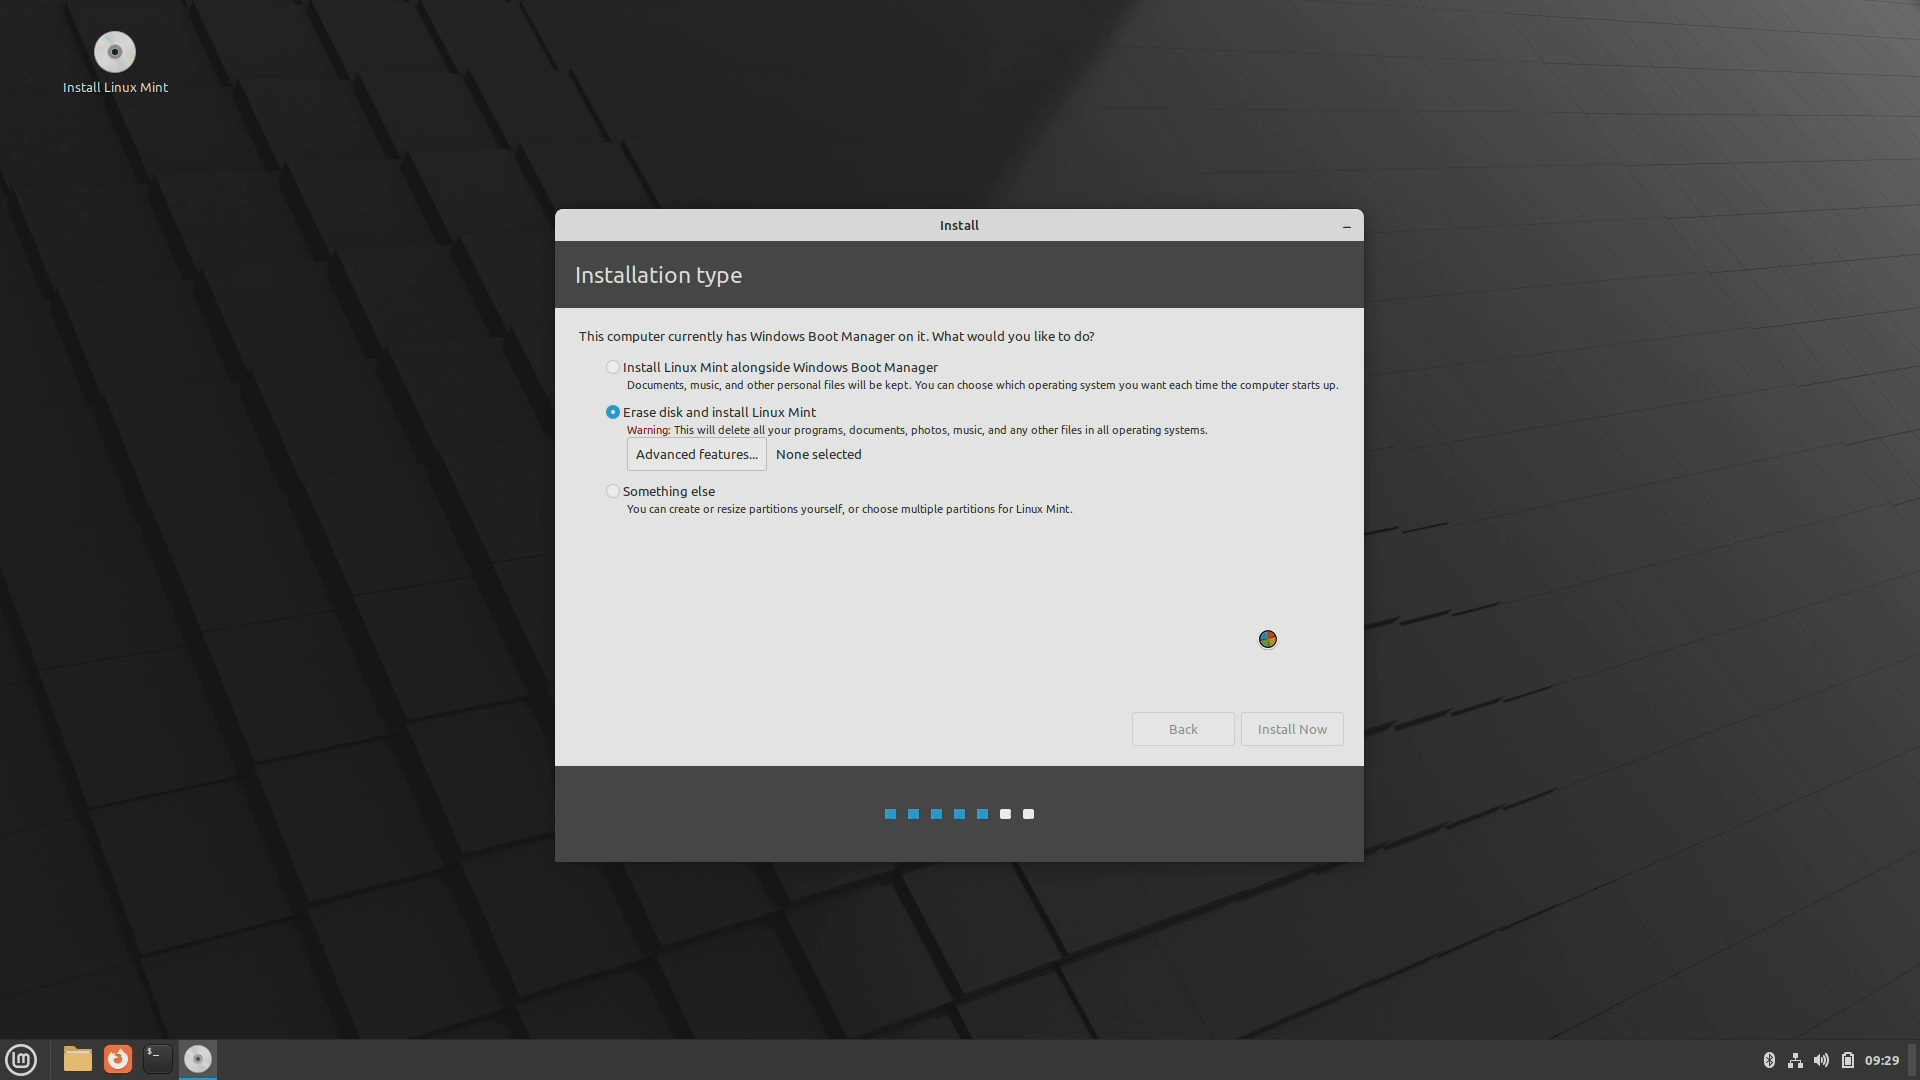 Install Linux Mint
Install
Installation type
This computer currently has Windows Boot Manager on it. What would you like to do?
Install Linux Mint alongside Windows Boot Manager
Documents, music, and other personal files will be kept. You can choose which operating system you want each time the computer starts up.
Erase disk and install Linux Mint
Warning: This will delete all your programs, documents, photos, music, and any other files in all operating systems.
Advanced features... None selected
Something else
You can create or resize partitions yourself, or choose multiple partitions for Linux Mint.
Back Install Now
lm $_ 09:29